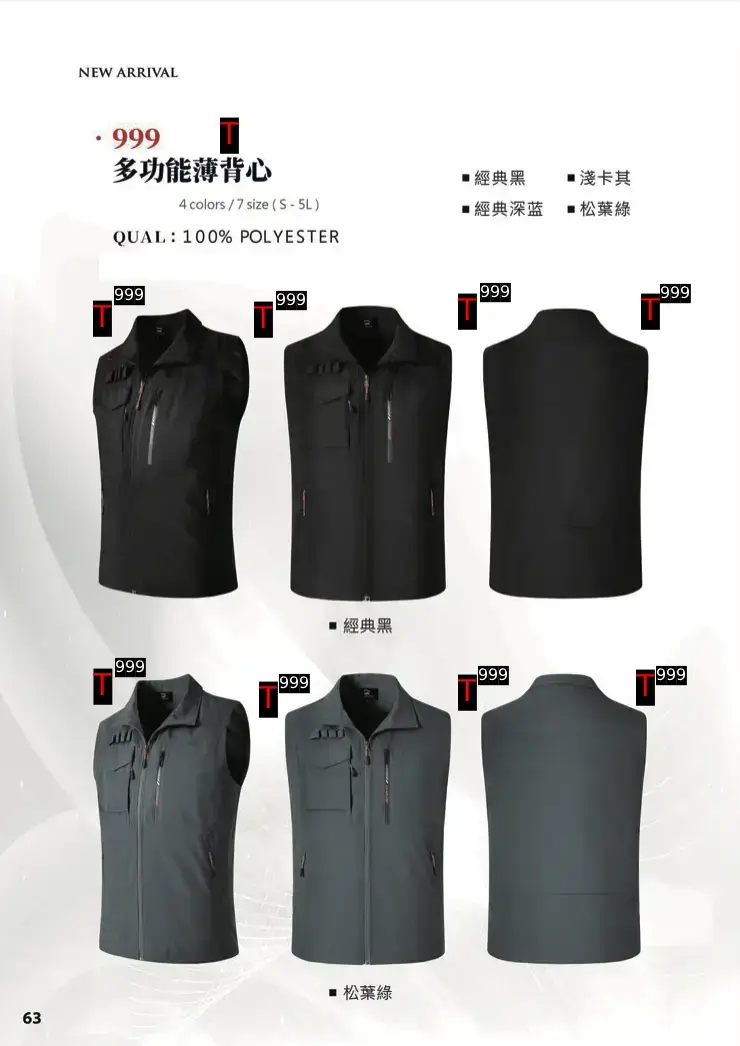 NEW ARRIVAL
• 999 T
多功能薄背心
4 colors / 7 size ( S - 5L )
QUAL：100% POLYESTER
■ 經典黑 ■ 淺卡其
■ 經典深蓝 ■ 松葉綠
T 999 T 999 T 999 T 999
■ 經典黑
T 999 T 999 T 999 T 999
■ 松葉綠
63